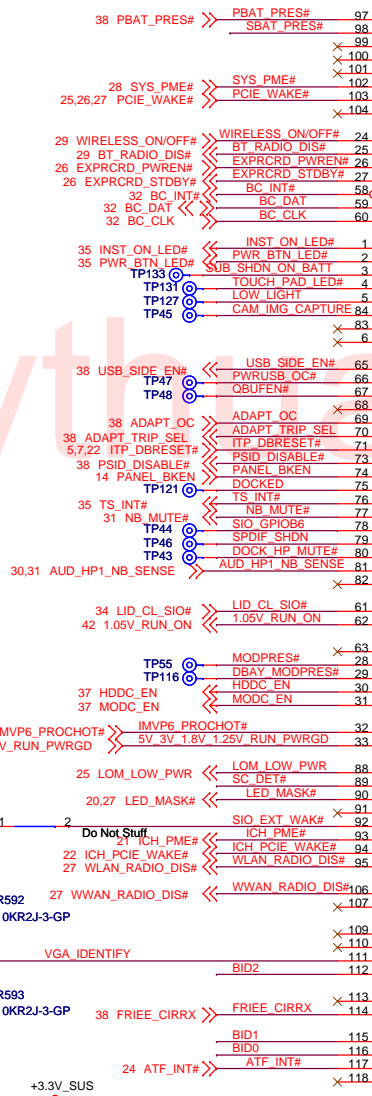 38 PBAT_PRES# PBAT_PRES# 97
SBAT_PRES# 98
99
100
101
28 SYS_PME# SYS_PME# 102
25,26,27 PCIE_WAKE# PCIE_WAKE# 103
104
29 WIRELESS_ON/OFF# WIRELESS_ON/OFF# 24
29 BT_RADIO_DIS# BT_RADIO_DIS# 25
26 EXPRCRD_PWREN# EXPRCRD_PWREN# 26
26 EXPRCRD_STDBY# EXPRCRD_STDBY# 27
32 BC_INT# BC_INT# 58
32 BC_DAT BC_DAT 59
32 BC_CLK BC_CLK 60
35 INST_ON_LED# INST_ON_LED# 1
35 PWR_BTN_LED# PWR_BTN_LED# 2
TP133 SUB_SHDN_ON_BATT 3
TP131 TOUCH_PAD_LED# 4
TP127 LOW_LIGHT 5
TP45 CAM_IMG_CAPTURE 84
83
6
38 USB_SIDE_EN# USB_SIDE_EN# 65
TP47 PWRUSB_OC# 66
TP48 QBUFEN# 67
68
38 ADAPT_OC ADAPT_OC 69
38 ADAPT_TRIP_SEL ADAPT_TRIP_SEL 70
5,7,22 ITP_DBRESET# ITP_DBRESET# 71
38 PSID_DISABLE# PSID_DISABLE# 73
14 PANEL_BKEN PANEL_BKEN 74
TP121 DOCKED 75
35 TS_INT# TS_INT# 76
31 NB_MUTE# NB_MUTE# 77
TP44 SIO_GPIOB6 78
TP46 SPDIF_SHDN 79
TP43 DOCK_HP_MUTE# 80
30,31 AUD_HP1_NB_SENSE AUD_HP1_NB_SENSE 81
82
34 LID_CL_SIO# LID_CL_SIO# 61
42 1.05V_RUN_ON 1.05V_RUN_ON 62
63
TP55 MODPRES# 28
TP116 DBAY_MODPRES# 29
37 HDDC_EN HDDC_EN 30
37 MODC_EN MODC_EN 31
IMVP6_PROCHOT# IMVP6_PROCHOT# 32
V_RUN_PWRGD 5V_3V_1.8V_1.25V_RUN_PWRGD 33
25 LOM_LOW_PWR LOM_LOW_PWR 88
SC_DET# 89
20,27 LED_MASK# LED_MASK# 90
91
1 2 SIO_EXT_WAK# 92
Do Not Stuff
21 ICH_PME# ICH_PME# 93
22 ICH_PCIE_WAKE# ICH_PCIE_WAKE# 94
27 WLAN_RADIO_DIS# WLAN_RADIO_DIS# 95
27 WWAN_RADIO_DIS# WWAN_RADIO_DIS# 106
R592
107
0KR2J-3-GP
109
110
VGA_IDENTIFY 111
BID2 112
R593
113
0KR2J-3-GP
38 FRIEE_CIRRX FRIEE_CIRRX 114
BID1 115
BID0 116
24 ATF_INT# ATF_INT# 117
118
+3.3V_SUS